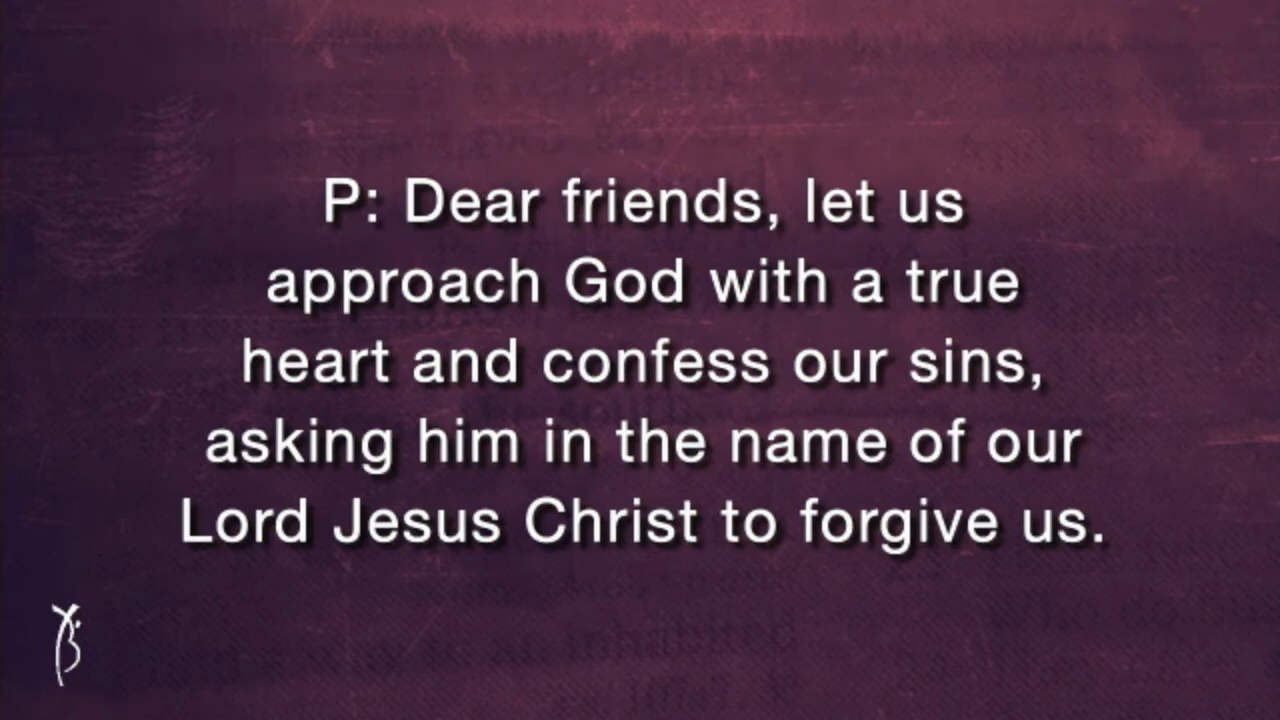 P: Dear friends, let us
approach God with a true
heart and confess our sins,
asking him in the name of our
Lord Jesus Christ to forgive us.